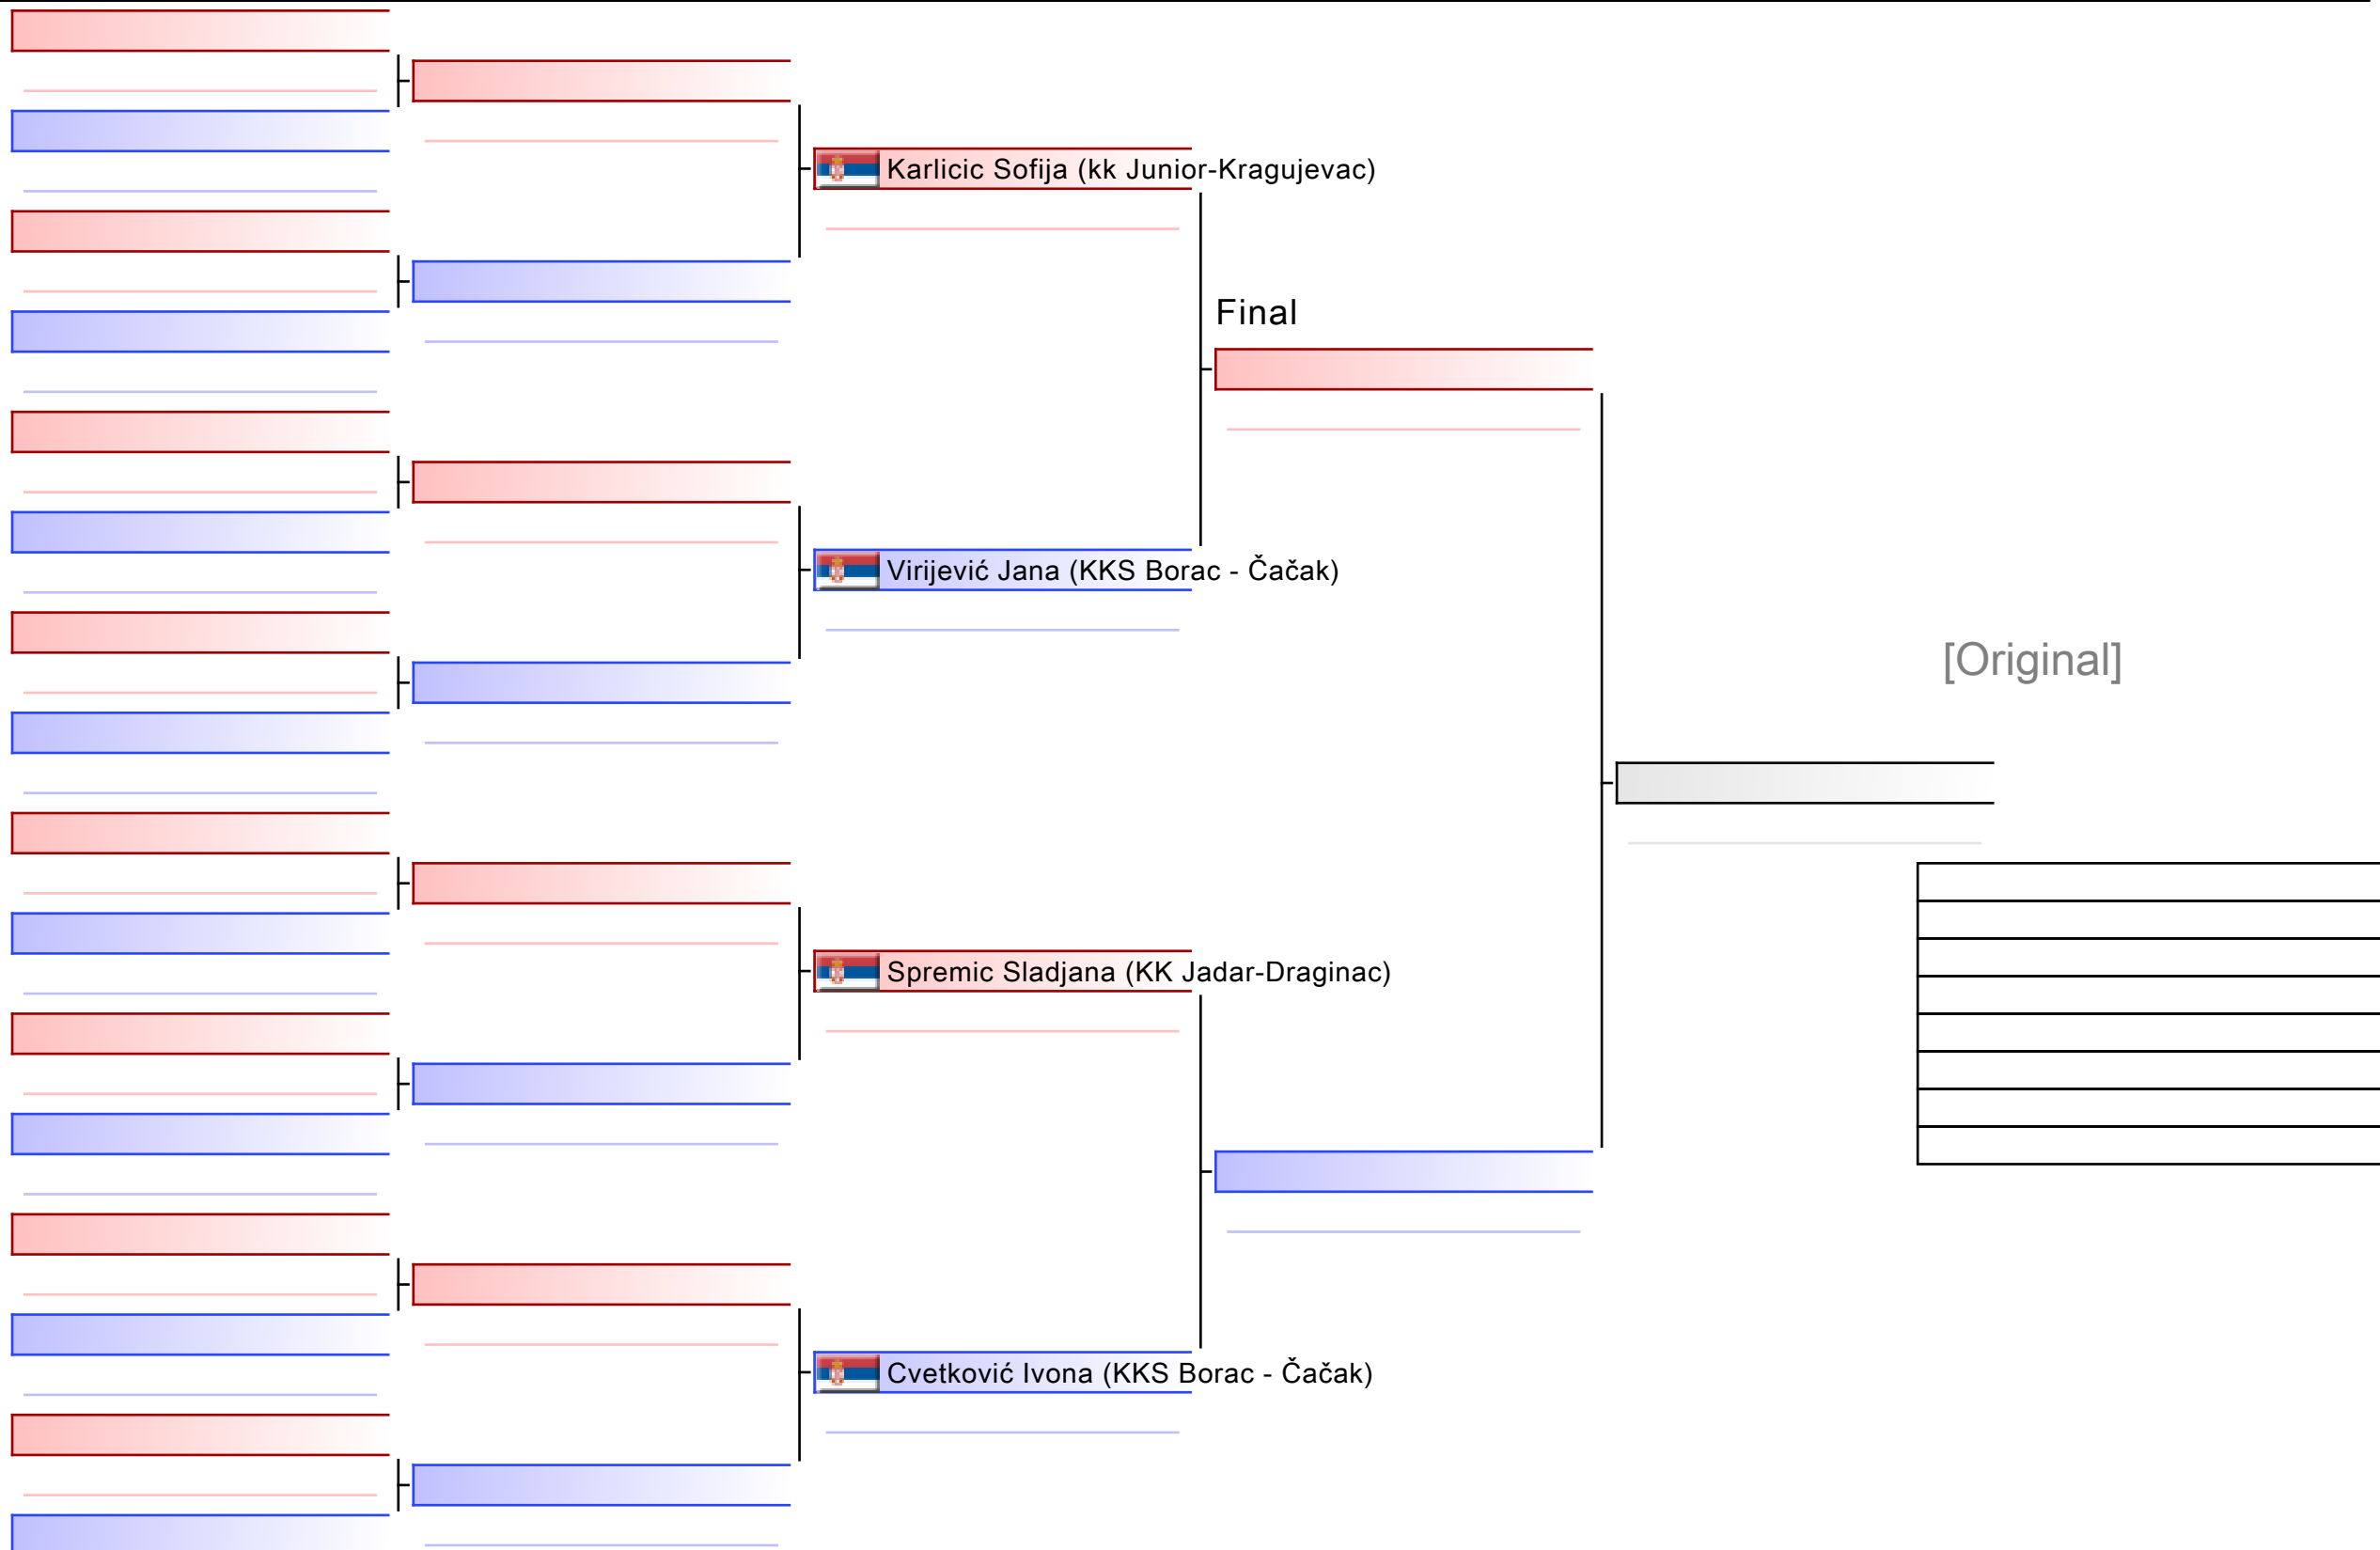 Karlicic Sofija (kk Junior-Kragujevac)
Final
Virijević Jana (KKS Borac - Čačak)
[Original]
Spremic Sladjana (KK Jadar-Draginac)
Cvetković Ivona (KKS Borac - Čačak)